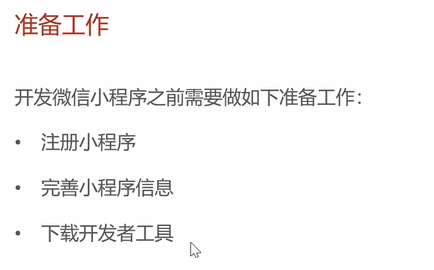 准备工作
开发微信小程序之前需要做如下准备工作：
• 注册小程序
• 完善小程序信息
• 下载开发者工具